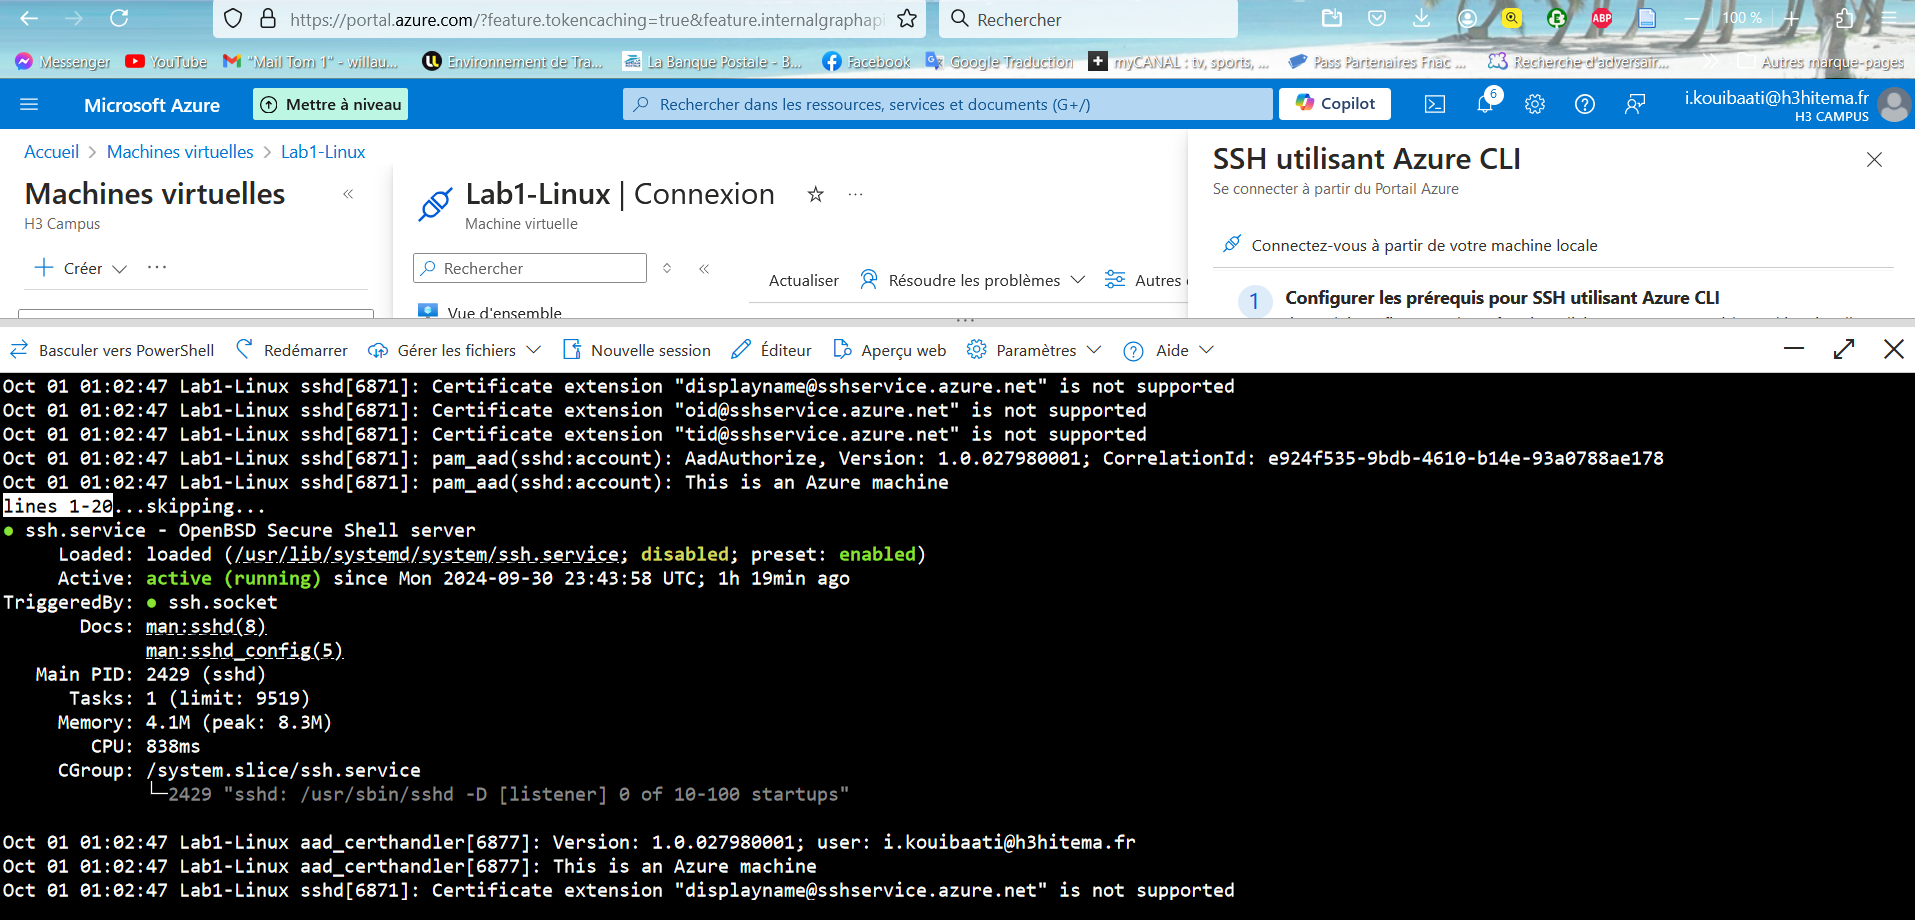 https://portal.azure.com/?feature.tokencaching=true&feature.internalgraphapi
Rechercher
100 %
Messenger
YouTube
"Mail Tom 1" - willau...
Environnement de Tra...
La Banque Postale - B...
Facebook
Google Traduction
myCANAL : tv, sports, ...
Pass Partenaires Fnac ...
Recherche d'adversair...
Autres marque-pages
Microsoft Azure
Mettre à niveau
Rechercher dans les ressources, services et documents (G+/)
Copilot
6
i.kouibaati@h3hitema.fr
H3 CAMPUS
Accueil > Machines virtuelles > Lab1-Linux
Machines virtuelles
H3 Campus
Créer
Lab1-Linux | Connexion
Machine virtuelle
Rechercher
Vue d'ensemble
Actualiser
Résoudre les problèmes
Autres
SSH utilisant Azure CLI
Se connecter à partir du Portail Azure
Connectez-vous à partir de votre machine locale
1 Configurer les prérequis pour SSH utilisant Azure CLI
Basculer vers PowerShell
Redémarrer
Gérer les fichiers
Nouvelle session
Éditeur
Aperçu web
Paramètres
Aide
Oct 01 01:02:47 Lab1-Linux sshd[6871]: Certificate extension "displayname@sshservice.azure.net" is not supported
Oct 01 01:02:47 Lab1-Linux sshd[6871]: Certificate extension "oid@sshservice.azure.net" is not supported
Oct 01 01:02:47 Lab1-Linux sshd[6871]: Certificate extension "tid@sshservice.azure.net" is not supported
Oct 01 01:02:47 Lab1-Linux sshd[6871]: pam_aad(sshd:account): AadAuthorize, Version: 1.0.027980001; CorrelationId: e924f535-9bdb-4610-b14e-93a0788ae178
Oct 01 01:02:47 Lab1-Linux sshd[6871]: pam_aad(sshd:account): This is an Azure machine
lines 1-20...skipping...
● ssh.service - OpenBSD Secure Shell server
Loaded: loaded (/usr/lib/systemd/system/ssh.service; disabled; preset: enabled)
Active: active (running) since Mon 2024-09-30 23:43:58 UTC; 1h 19min ago
TriggeredBy: ● ssh.socket
Docs: man:sshd(8)
man:sshd_config(5)
Main PID: 2429 (sshd)
Tasks: 1 (limit: 9519)
Memory: 4.1M (peak: 8.3M)
CPU: 838ms
CGroup: /system.slice/ssh.service
└─2429 "sshd: /usr/sbin/sshd -D [listener] 0 of 10-100 startups"
Oct 01 01:02:47 Lab1-Linux aad_certhandler[6877]: Version: 1.0.027980001; user: i.kouibaati@h3hitema.fr
Oct 01 01:02:47 Lab1-Linux aad_certhandler[6877]: This is an Azure machine
Oct 01 01:02:47 Lab1-Linux sshd[6871]: Certificate extension "displayname@sshservice.azure.net" is not supported